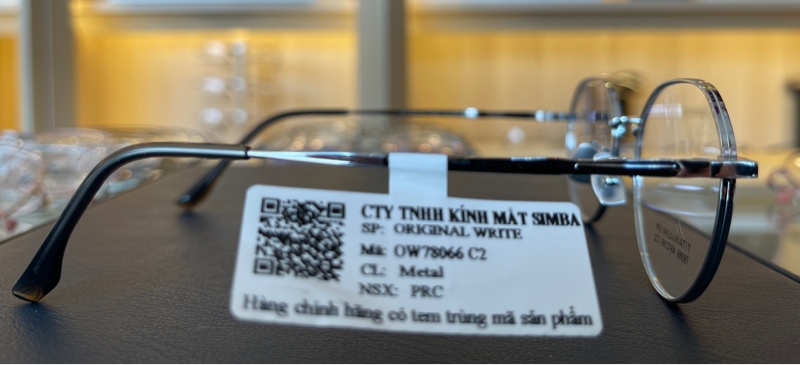 CTY TNHH KÍNH MẮT SIMBA
SP: ORIGINAL WRITE
Mã: OW78066 C2
CL: Metal
NSX: PRC
Hàng chính hãng có tem trùng mã sản phẩm